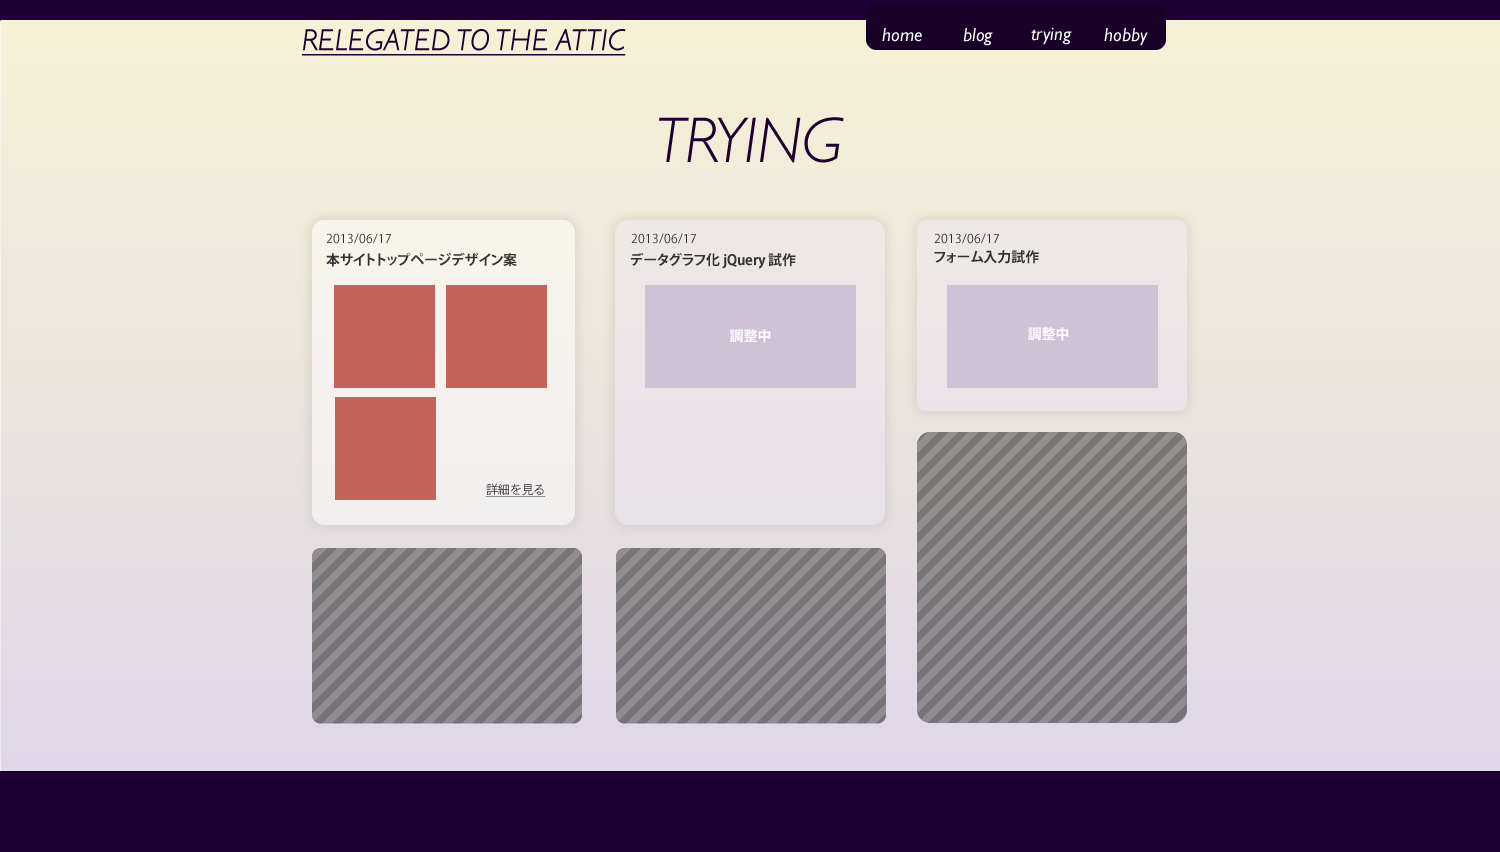 RELEGATED TO THE ATTIC
home blog trying hobby
TRYING
2013/06/17
本サイトトップページデザイン案
詳細を見る
2013/06/17
データグラフ化 jQuery 試作
調整中
2013/06/17
フォーム入力試作
調整中